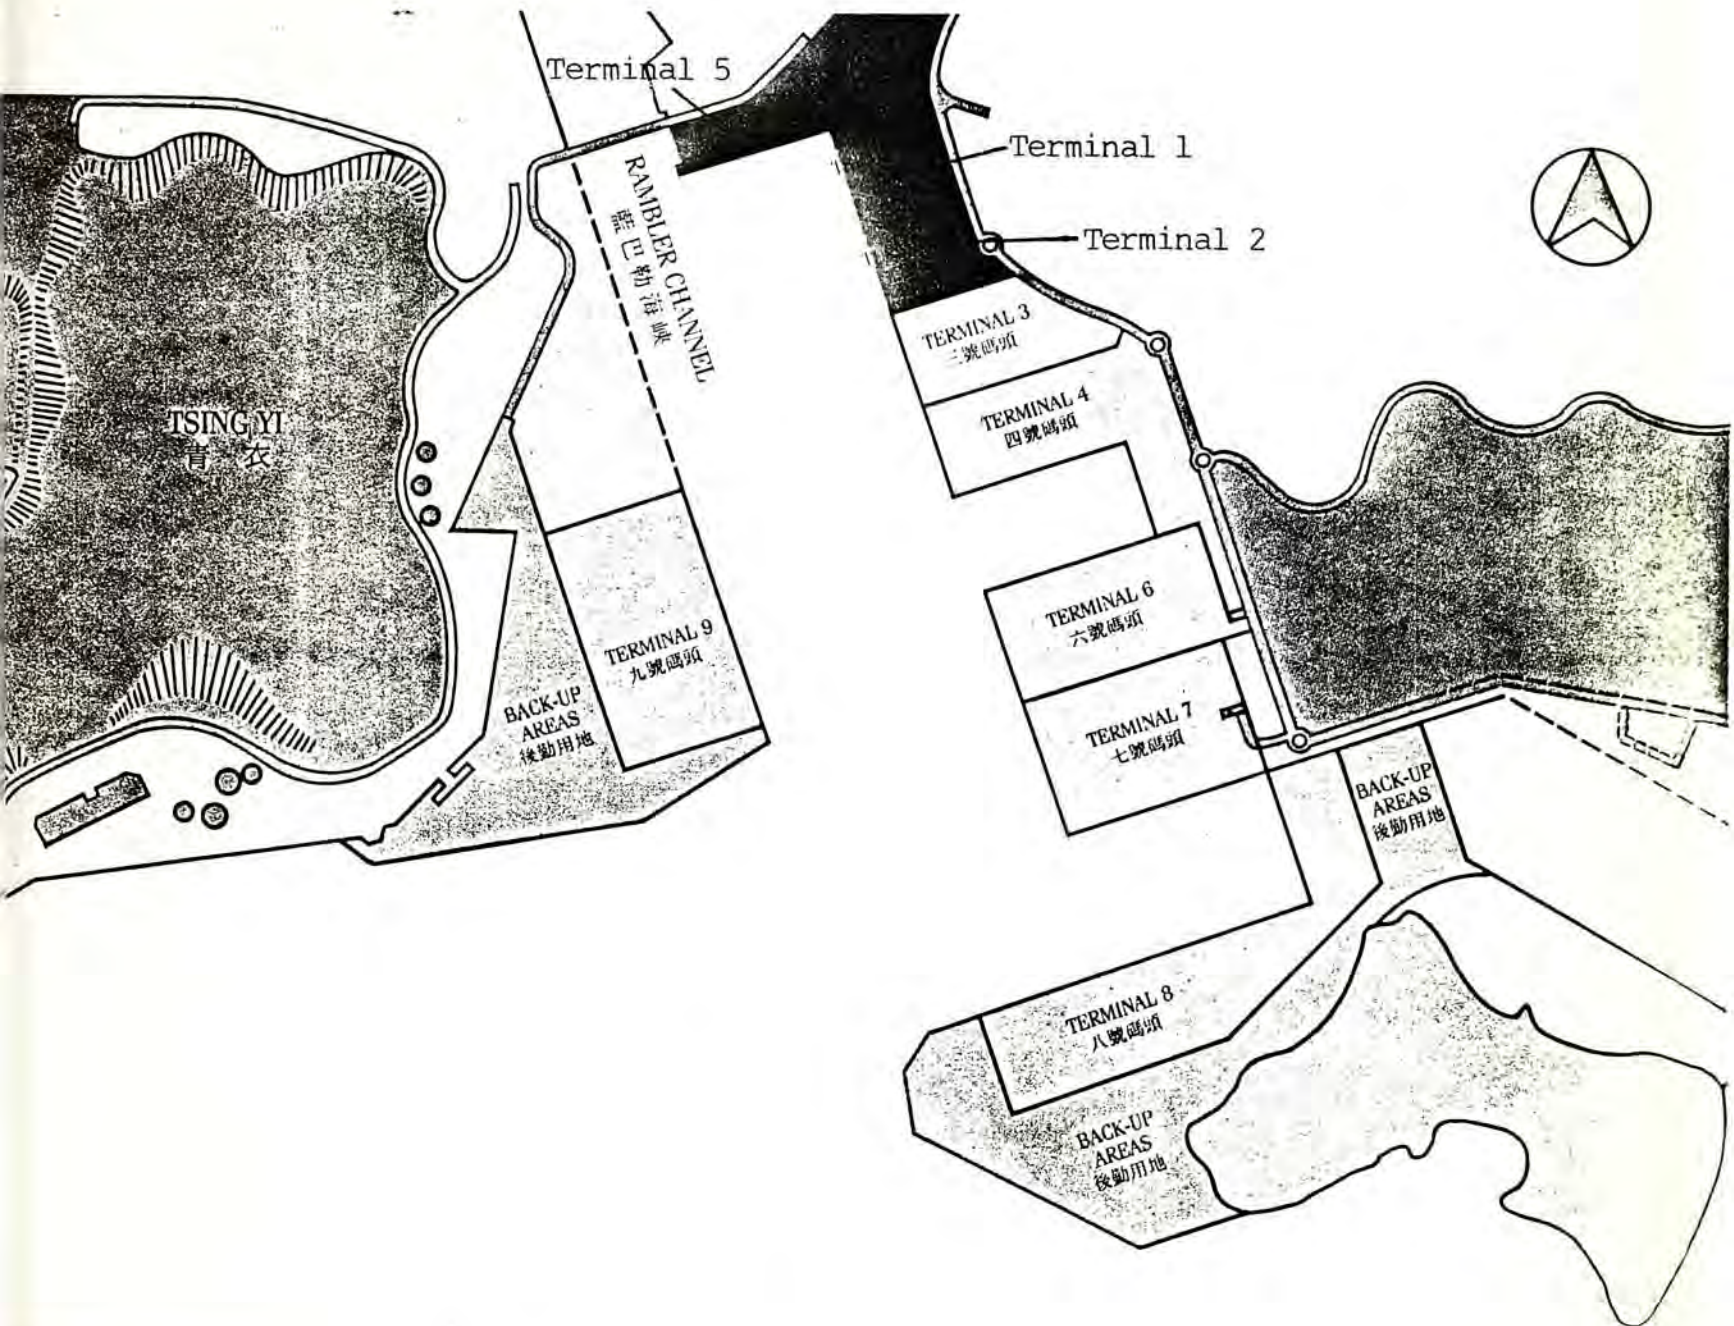 Terminal 5
Terminal 1
Terminal 2
RAMBLER CHANNEL
藍巴勒海峽
TERMINAL 3
三號碼頭
TERMINAL 4
四號碼頭
TSING YI
青衣
TERMINAL 6
六號碼頭
TERMINAL 9
九號碼頭
BACK-UP
AREAS
後勤用地
TERMINAL 7
七號碼頭
BACK-UP
AREAS
後勤用地
TERMINAL 8
八號碼頭
BACK-UP
AREAS
後勤用地